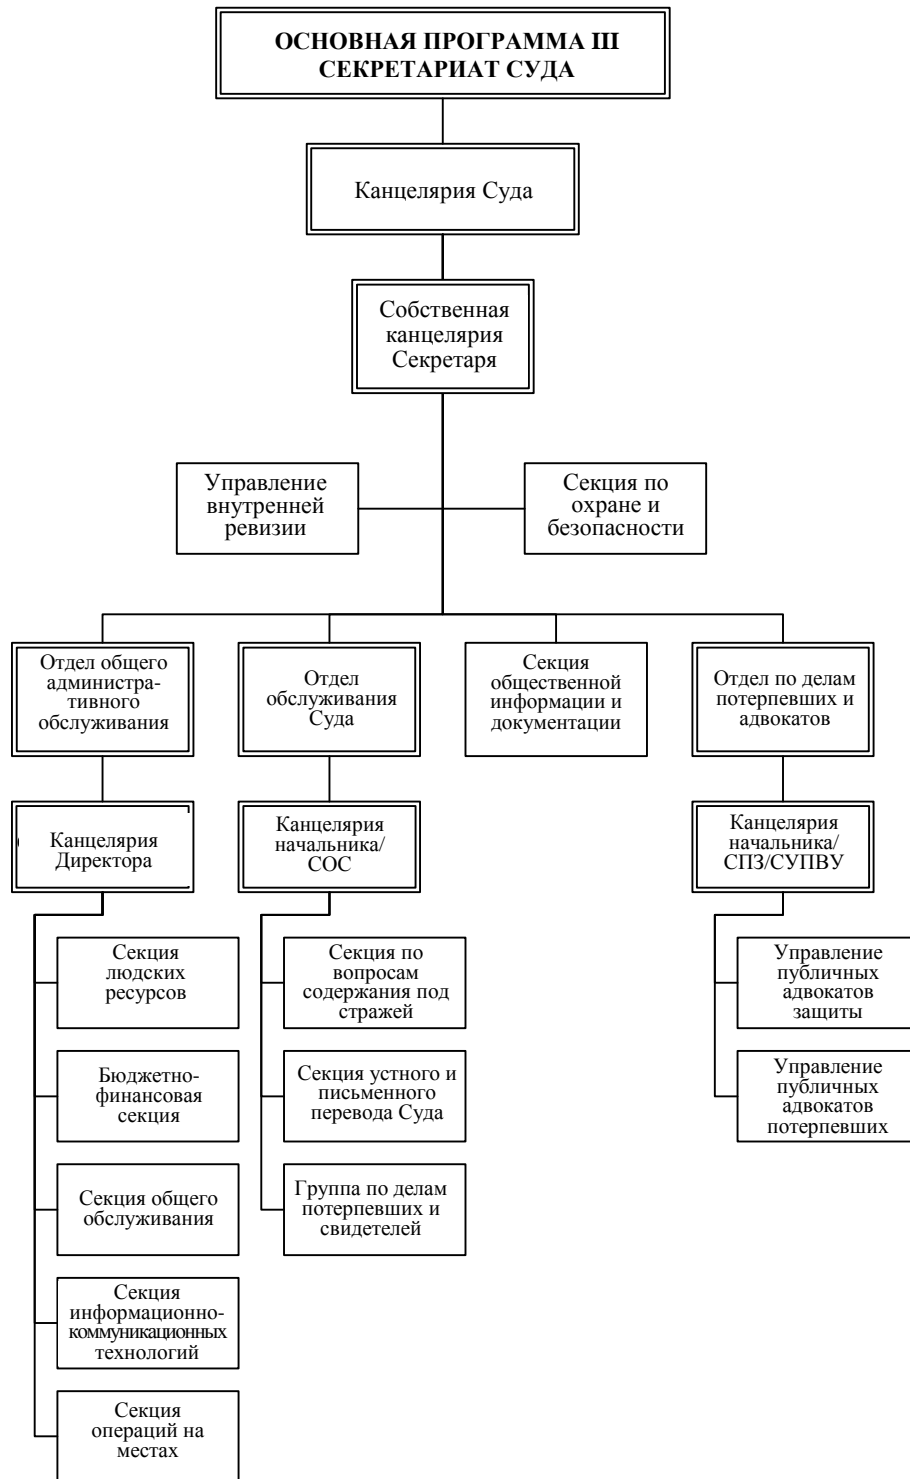 ОСНОВНАЯ ПРОГРАММА III
СЕКРЕТАРИАТ СУДА
Канцелярия Суда
Собственная
канцелярия
Секретаря
Управление
внутренней
ревизии
Секция по
охране и
безопасности
Отдел общего
администра-
тивного
обслуживания
Отдел
обслуживания
Суда
Секция
общественной
информации и
документации
Отдел по делам
потерпевших и
адвокатов
Канцелярия
Директора
Канцелярия
начальника/
СОС
Канцелярия
начальника/
СПЗ/СУПВУ
Секция
людских
ресурсов
Бюджетно-
финансовая
секция
Секция общего
обслуживания
Секция
информационно-
коммуникационных
технологий
Секция
операций на
местах
Секция по
вопросам
содержания под
стражей
Секция устного и
письменного
перевода Суда
Группа по делам
потерпевших и
свидетелей
Управление
публичных
адвокатов
защиты
Управление
публичных
адвокатов
потерпевших